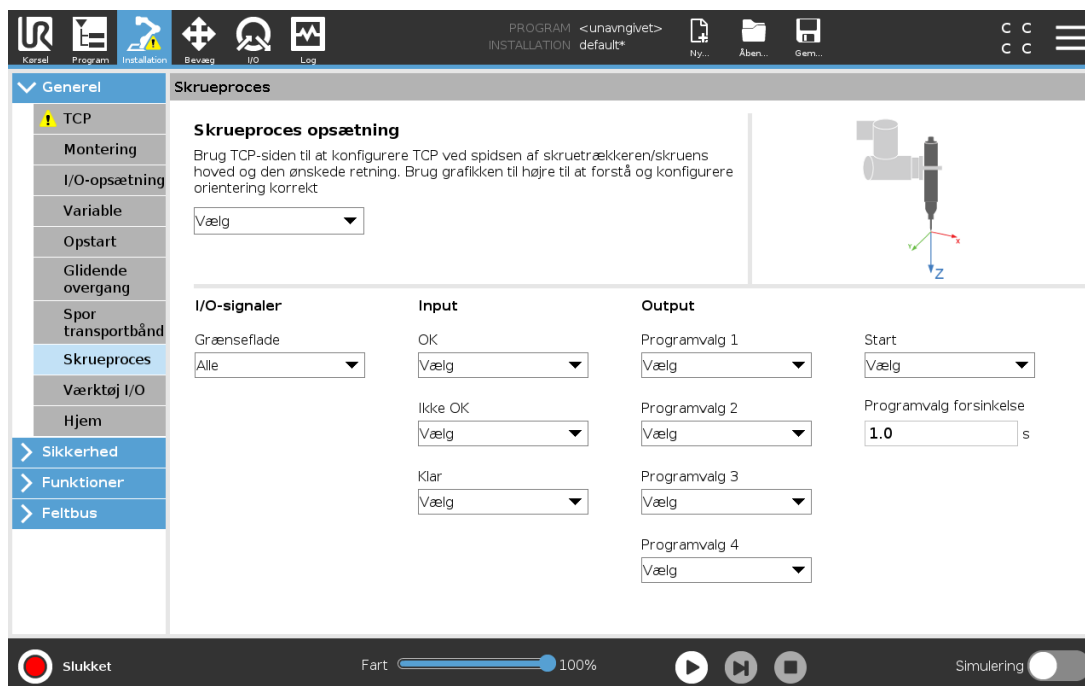 UR
PROGRAM <unavngivet>
INSTALLATION default*
C C
C C
Kørsel Program Installation Bevæg I/O Log Ny... Åben... Gem...
Generel
Skrueproces
TCP
Montering
I/O-opsætning
Variable
Opstart
Glidende
overgang
Spor
transportbånd
Skrueproces
Værktøj I/O
Hjem
Sikkerhed
Funktioner
Feltbus
Skrueproces opsætning
Brug TCP-siden til at konfigurere TCP ved spidsen af skruetrækkeren/skruens
hoved og den ønskede retning. Brug grafikken til højre til at forstå og konfigurere
orientering korrekt
Vælg
Y X
Z
I/O-signaler Input Output
Grænseflade OK Programvalg 1 Start
Alle Vælg Vælg Vælg
Ikke OK Programvalg 2 Programvalg forsinkelse
Vælg Vælg 1.0 s
Klar Programvalg 3
Vælg Vælg
Programvalg 4
Vælg
Slukket Fart 100% Simulering